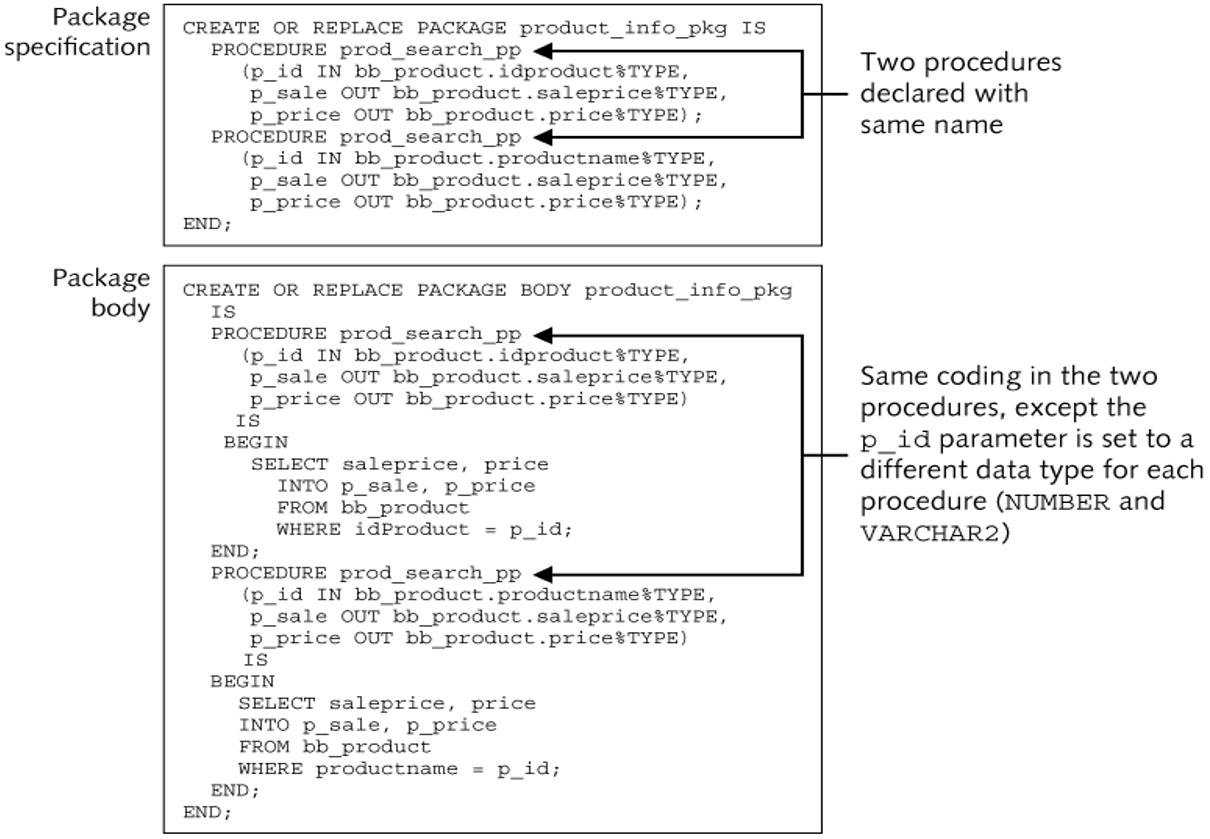 Package
specification
CREATE OR REPLACE PACKAGE product_info_pkg IS
PROCEDURE prod_search_pp
(p_id IN bb_product.idproduct%TYPE,
p_sale OUT bb_product.saleprice%TYPE,
p_price OUT bb_product.price%TYPE);
PROCEDURE prod_search_pp
(p_id IN bb_product.productname%TYPE,
p_sale OUT bb_product.saleprice%TYPE,
p_price OUT bb_product.price%TYPE);
END;
Two procedures
declared with
same name
Package
body
CREATE OR REPLACE PACKAGE BODY product_info_pkg
IS
PROCEDURE prod_search_pp
(p_id IN bb_product.idproduct%TYPE,
p_sale OUT bb_product.saleprice%TYPE,
p_price OUT bb_product.price%TYPE)
IS
BEGIN
SELECT saleprice, price
INTO p_sale, p_price
FROM bb_product
WHERE idProduct = p_id;
END;
PROCEDURE prod_search_pp
(p_id IN bb_product.productname%TYPE,
p_sale OUT bb_product.saleprice%TYPE,
p_price OUT bb_product.price%TYPE)
IS
BEGIN
SELECT saleprice, price
INTO p_sale, p_price
FROM bb_product
WHERE productname = p_id;
END;
END;
Same coding in the two
procedures, except the
p_id parameter is set to a
different data type for each
procedure (NUMBER and
VARCHAR2)